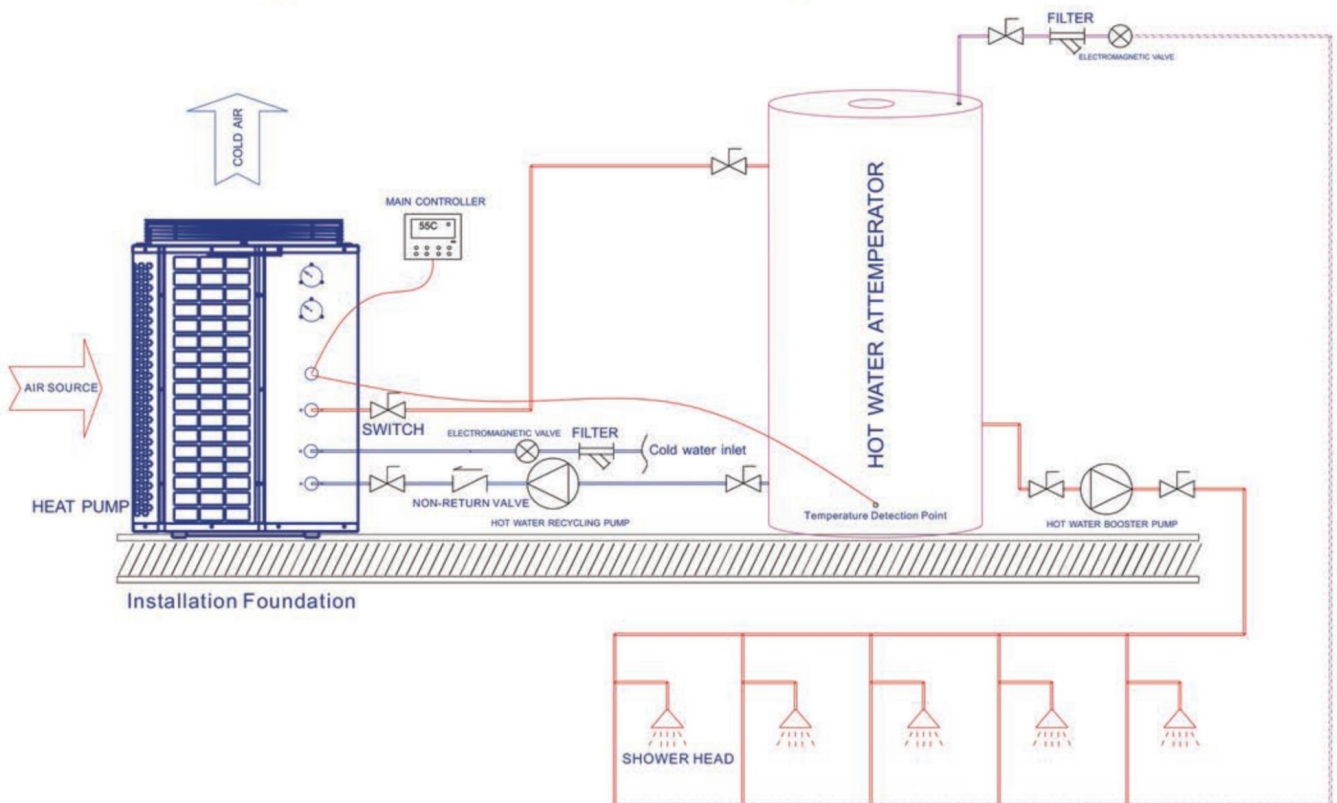 FILTER
ELECTROMAGNETIC VALVE
COLD AIR
MAIN CONTROLLER
55C
HOT WATER ATTEMPERATOR
AIR SOURCE
SWITCH
ELECTROMAGNETIC VALVE
FILTER
Cold water inlet
HEAT PUMP
NON-RETURN VALVE
HOT WATER RECYCLING PUMP
Temperature Detection Point
HOT WATER BOOSTER PUMP
Installation Foundation
SHOWER HEAD